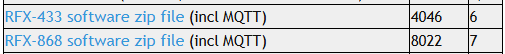 RFX-433 software zip file (incl MQTT) 4046 6
RFX-868 software zip file (incl MQTT) 8022 7